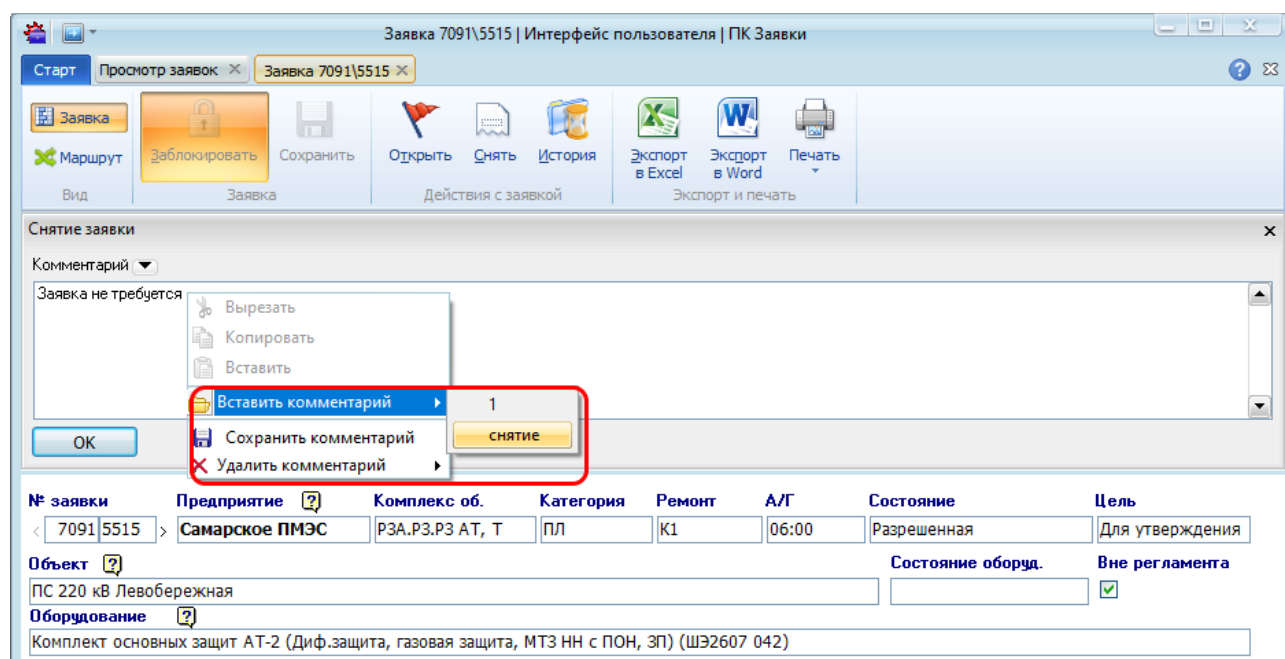 Заявка 7091\5515 | Интерфейс пользователя | ПК Заявки
Старт Просмотр заявок Заявка 7091\5515
Заявка Заблокировать Сохранить Открыть Снять История Экспорт в Excel Экспорт в Word Печать
Маршрут
Вид Заявка Действия с заявкой Экспорт и печать
Снятие заявки
Комментарий
Заявка не требуется
Вырезать
Копировать
Вставить
Вставить комментарий 1
Сохранить комментарий снятие
Удалить комментарий
OK
№ заявки Предприятие Комплекс об. Категория Ремонт А/Г Состояние Цель
7091 5515 Самарское ПМЭС РЗА.РЗ.РЗ АТ, Т ПЛ К1 06:00 Разрешенная Для утверждения
Объект Состояние оборуд. Вне регламента
ПС 220 кВ Левобережная
Оборудование
Комплект основных защит АТ-2 (Диф.защита, газовая защита, МТЗ НН с ПОН, ЗП) (ШЭ2607 042)